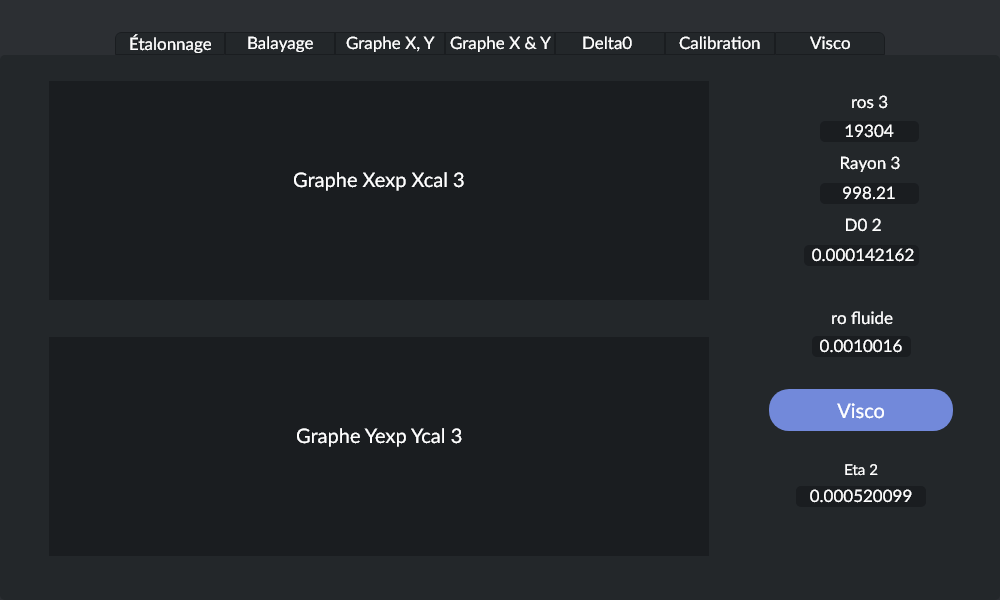 Étalonnage Balayage Graphe X, Y Graphe X & Y Delta0 Calibration Visco
Graphe Xexp Xcal 3
Graphe Yexp Ycal 3
ros 3
19304
Rayon 3
998.21
D0 2
0.000142162
ro fluide
0.0010016
Visco
Eta 2
0.000520099